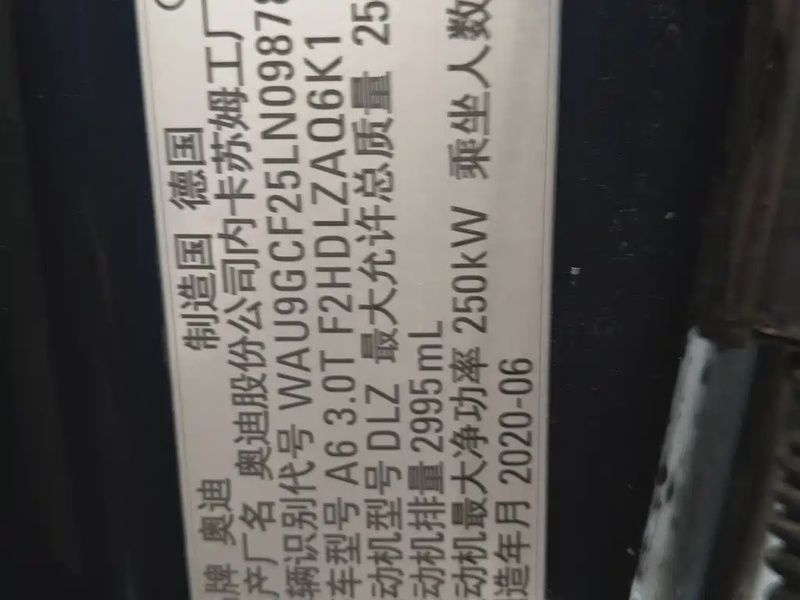 牌 奥迪 制造国 德国
产厂名 奥迪股份公司内卡苏姆工厂
辆识别代号 WAU9GCF25LN0987
车型号 A6 3.0T F2HDLZAQ6K1
动机型号 DLZ 最大允许总质量 25
动机排量 2995mL
动机最大净功率 250kW 乘坐人数
造年月 2020-06